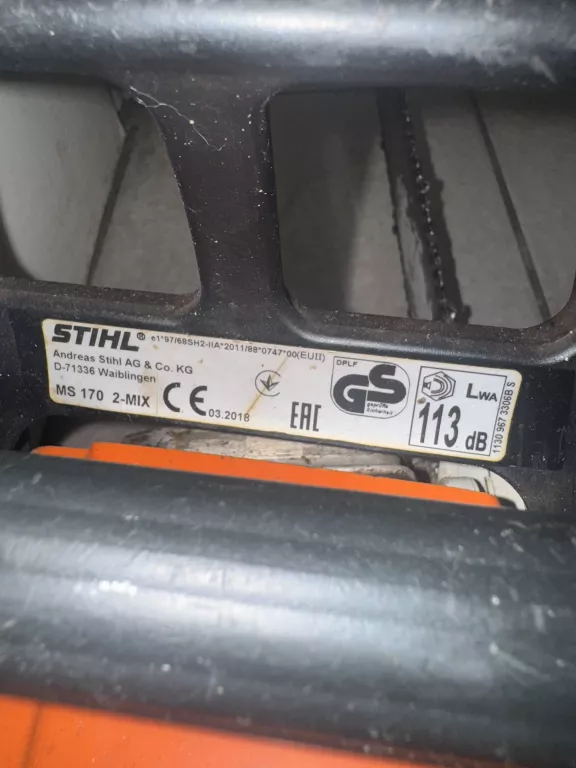 STIHL® e1*97/68SH2-IIA*2011/88*0747*00(EUII)
Andreas Stihl AG & Co. KG
D-71336 Waiblingen
MS 170 2-MIX CE 03.2018 EAC
DPLF
GS
geprüfte
Sicherheit
LWA
113 dB
1130 967 3306B S